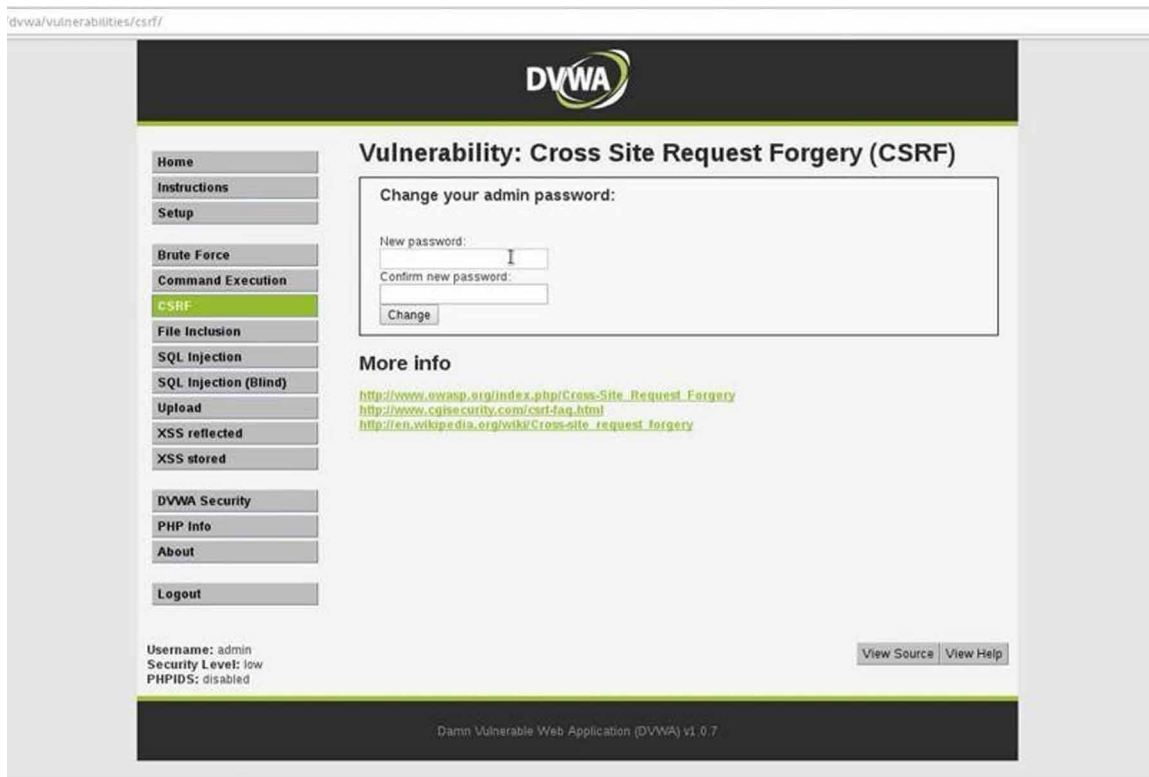 /dvwa/vulnerabilities/csrf/
DVWA
Home
Instructions
Setup
Brute Force
Command Execution
CSRF
File Inclusion
SQL Injection
SQL Injection (Blind)
Upload
XSS reflected
XSS stored
DVWA Security
PHP Info
About
Logout
Vulnerability: Cross Site Request Forgery (CSRF)
Change your admin password:
New password:
Confirm new password:
Change
More info
http://www.owasp.org/index.php/Cross-Site_Request_Forgery
http://www.cgisecurity.com/csrf-faq.html
http://en.wikipedia.org/wiki/Cross-site_request_forgery
Username: admin
Security Level: low
PHPIDS: disabled
View Source
View Help
Damn Vulnerable Web Application (DVWA) v1.0.7